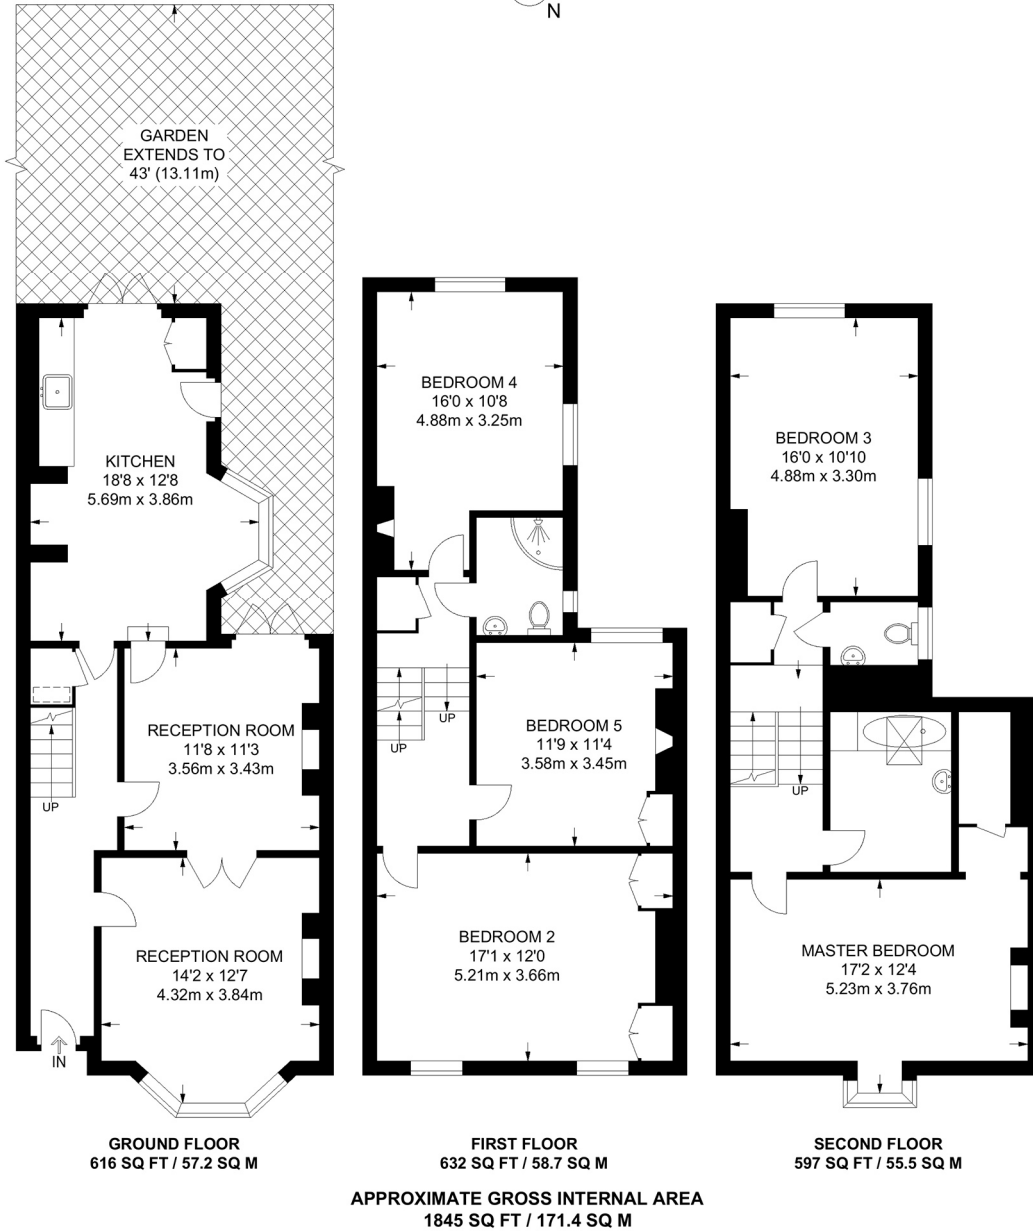 N
GARDEN
EXTENDS TO
43' (13.11m)
KITCHEN
18'8 x 12'8
5.69m x 3.86m
RECEPTION ROOM
11'8 x 11'3
3.56m x 3.43m
UP
RECEPTION ROOM
14'2 x 12'7
4.32m x 3.84m
IN
GROUND FLOOR
616 SQ FT / 57.2 SQ M
BEDROOM 4
16'0 x 10'8
4.88m x 3.25m
UP
UP
BEDROOM 5
11'9 x 11'4
3.58m x 3.45m
BEDROOM 2
17'1 x 12'0
5.21m x 3.66m
FIRST FLOOR
632 SQ FT / 58.7 SQ M
BEDROOM 3
16'0 x 10'10
4.88m x 3.30m
UP
MASTER BEDROOM
17'2 x 12'4
5.23m x 3.76m
SECOND FLOOR
597 SQ FT / 55.5 SQ M
APPROXIMATE GROSS INTERNAL AREA
1845 SQ FT / 171.4 SQ M